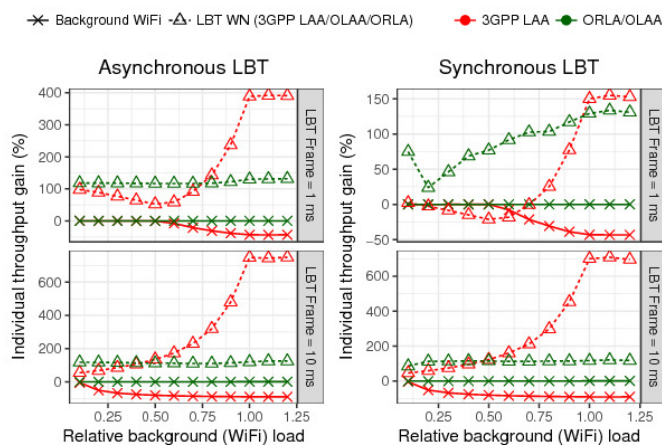 Background WiFi LBT WN (3GPP LAA/OLAA/ORLA) 3GPP LAA ORLA/OLAA
Asynchronous LBT
Synchronous LBT
Individual throughput gain (%)
400
300
200
100
0
LBT Frame = 1 ms
600
400
200
0
LBT Frame = 10 ms
0.25 0.50 0.75 1.00 1.25
Relative background (WiFi) load
Individual throughput gain (%)
150
100
50
0
−50
LBT Frame = 1 ms
600
400
200
0
LBT Frame = 10 ms
0.25 0.50 0.75 1.00 1.25
Relative background (WiFi) load